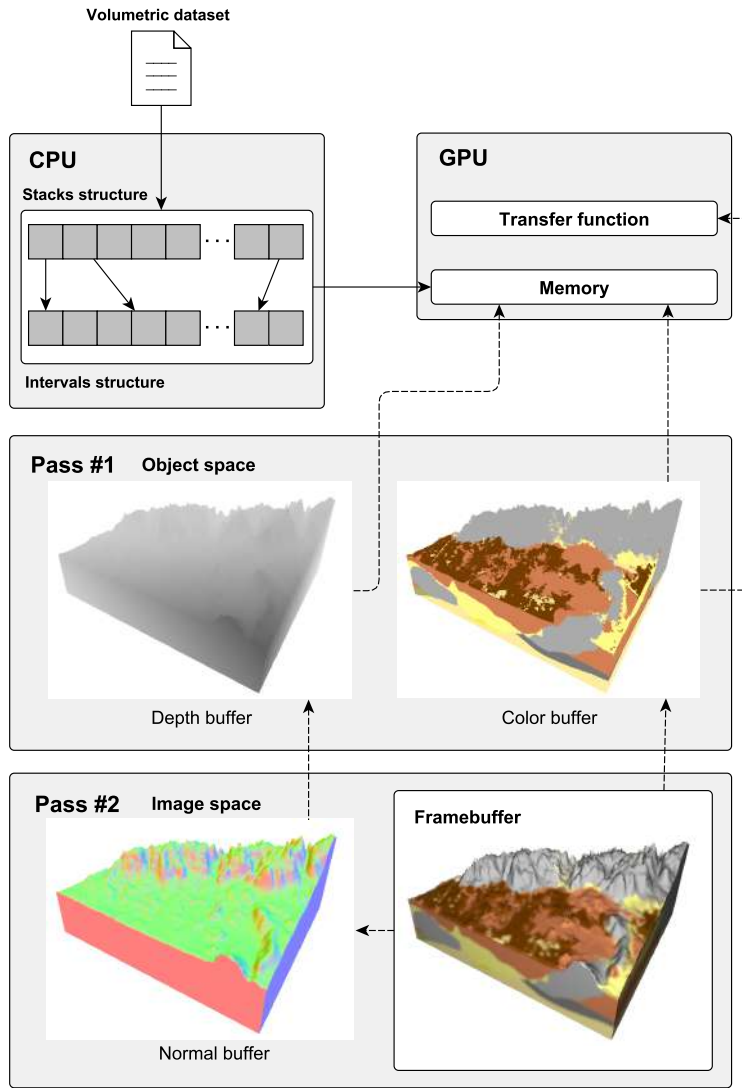 Volumetric dataset
CPU
Stacks structure
. . .
. . .
Intervals structure
GPU
Transfer function
Memory
Pass #1 Object space
Depth buffer
Color buffer
Pass #2 Image space
Framebuffer
Normal buffer